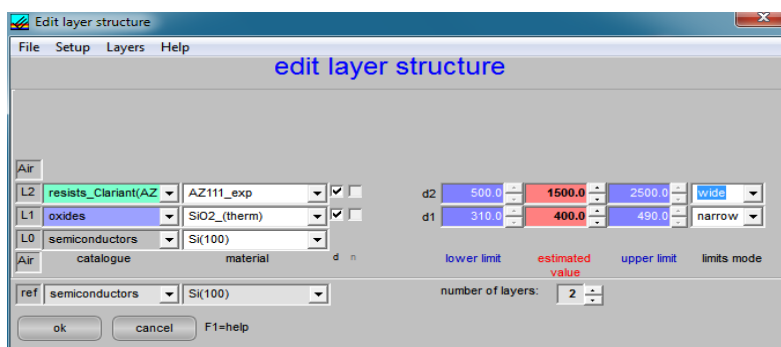 Edit layer structure
File Setup Layers Help
edit layer structure
Air
L2 resists_Clariant(AZ AZ111_exp d2 500.0 1500.0 2500.0 wide
L1 oxides SiO2_(therm) d1 310.0 400.0 490.0 narrow
L0 semiconductors Si(100)
Air catalogue material d n lower limit estimated value upper limit limits mode
ref semiconductors Si(100) number of layers: 2
ok cancel F1=help